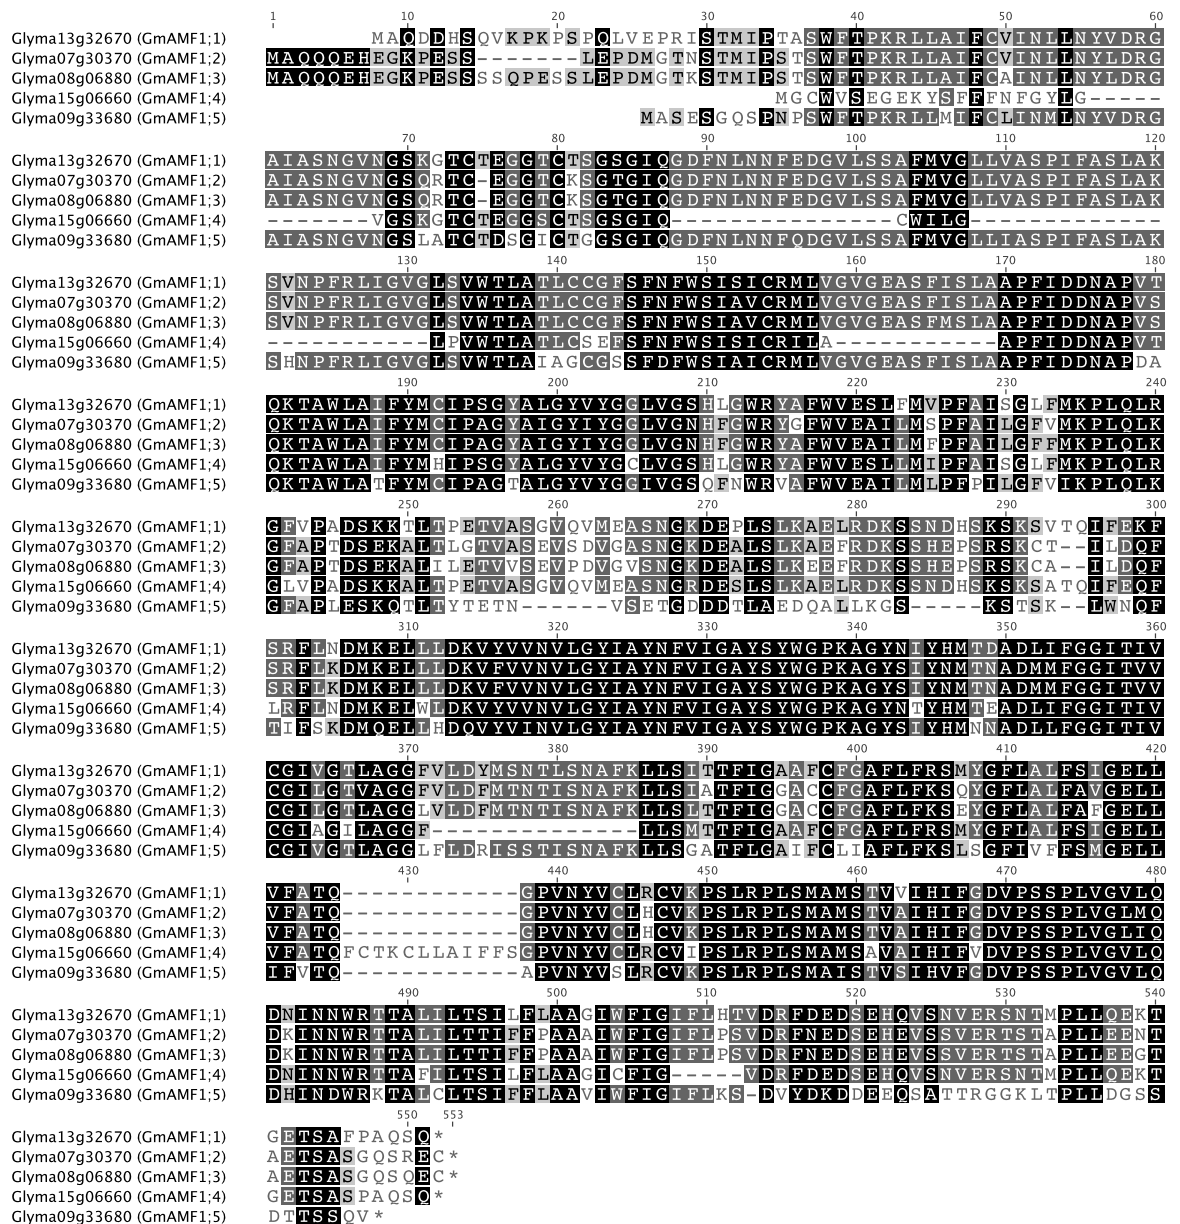 1 10 20 30 40 50 60
Glyma13g32670 (GmAMF1;1) MAQDDHSQVKPKPSPQLVEPRISTMIPTASWFTPKRLLAIFCVINLLNYVDRG
Glyma07g30370 (GmAMF1;2) MAQQQEHEGKPESS-------LEPDMGTNSTMIPSTSWFTPKRLLAIFCVINLLNYLDRG
Glyma08g06880 (GmAMF1;3) MAQQQEHEGKPESSSSQPESSLEPDMGTKSTMIPSTSWFTPKRLLAIFCAINLLNYLDRG
Glyma15g06660 (GmAMF1;4) MGCWVSEGEKYSFFFNFGYLG-----
Glyma09g33680 (GmAMF1;5) MASESGQSPNPSWFTPKRLLMIFCLINMLNYVDRG
70 80 90 100 110 120
Glyma13g32670 (GmAMF1;1) AIASNGVNGSKGTCTEGGTCTSGSGIQGDFNLNNFEDGVLSSAFMVGLLVASPIFASLAK
Glyma07g30370 (GmAMF1;2) AIASNGVNGSQRTC-EGGTCKSGTGIQGDFNLNNFEDGVLSSAFMVGLLVASPIFASLAK
Glyma08g06880 (GmAMF1;3) AIASNGVNGSQRTC-EGGTCKSGTGIQGDFNLNNFEDGVLSSAFMVGLLVASPIFASLAK
Glyma15g06660 (GmAMF1;4) -------VGSKGTCTEGGSCTSGSGIQ---------------CWILG-------------
Glyma09g33680 (GmAMF1;5) AIASNGVNGSLATCTDSGICTGGSGIQGDFNLNNFQDGVLSSAFMVGLLIASPIFASLAK
130 140 150 160 170 180
Glyma13g32670 (GmAMF1;1) SVNPFRLIGVGLSVWTLATLCCGFSFNFWSISICRMLVGVGEASFISLAAPFIDDNAPVT
Glyma07g30370 (GmAMF1;2) SVNPFRLIGVGLSVWTLATLCCGFSFNFWSIAVCRMLVGVGEASFISLAAPFIDDNAPVS
Glyma08g06880 (GmAMF1;3) SVNPFRLIGVGLSVWTLATLCCGFSFNFWSIAVCRMLVGVGEASFMSLAAPFIDDNAPVS
Glyma15g06660 (GmAMF1;4) -----------LPVWTLATLCSEFSFNFWSISICRILA-----------APFIDDNAPVT
Glyma09g33680 (GmAMF1;5) SHNPFRLIGVGLSVWTLAIAGCGSSFDFWSIAICRMLVGVGEASFISLAAPFIDDNAPDA
190 200 210 220 230 240
Glyma13g32670 (GmAMF1;1) QKTAWLAIFYMCIPSGYALGYVYGGLVGSHLGWRYAFWVESLFMVPFAISGLFMKPLQLR
Glyma07g30370 (GmAMF1;2) QKTAWLAIFYMCIPAGYAIGYIYGGLVGNHFGWRYGFWVEAILMSPFAILGFVMKPLQLK
Glyma08g06880 (GmAMF1;3) QKTAWLAIFYMCIPAGYAIGYIYGGLVGNHFGWRYAFWVEAILMFPFAILGFFMKPLQLK
Glyma15g06660 (GmAMF1;4) QKTAWLAIFYMHIPSGYALGYVYGCLVGSHLGWRYAFWVESLLMIPFAISGLFMKPLQLR
Glyma09g33680 (GmAMF1;5) QKTAWLATFYMCIPAGTALGYVYGGIVGSQFNWRVAFWVEAILMLPFPILGFVIKPLQLK
250 260 270 280 290 300
Glyma13g32670 (GmAMF1;1) GFVPADSKKTLTPETVASGVQVMEASNGKDEPLSLKAELRDKSSNDHSKSKSVTQIFEKF
Glyma07g30370 (GmAMF1;2) GFAPTDSEKALTLGTVASEVSDVGASNGKDEALSLKAEFRDKSSHEPSRSKCT--ILDQF
Glyma08g06880 (GmAMF1;3) GFAPTDSEKALILETVVSEVPDVGVSNGKDEALSLKEEFRDKSSHEPSRSKCA--ILDQF
Glyma15g06660 (GmAMF1;4) GLVPADSKKALTPETVASGVQVMEASNGRDESLSLKAELRDKSSNDHSKSKSATQIFEQF
Glyma09g33680 (GmAMF1;5) GFAPLESKQTLTYTETN------VSETGDDDTLAEDQALLKGS-----KSTSK--LWNQF
310 320 330 340 350 360
Glyma13g32670 (GmAMF1;1) SRFLNDMKELLLDKVYVVNVLGYIAYNFVIGAYSYWGPKAGYNIYHMTDADLIFGGITIV
Glyma07g30370 (GmAMF1;2) SRFLKDMKELLLDKVFVVNVLGYIAYNFVIGAYSYWGPKAGYSIYNMTNADMMFGGITVV
Glyma08g06880 (GmAMF1;3) SRFLKDMKELLLDKVFVVNVLGYIAYNFVIGAYSYWGPKAGYSIYNMTNADMMFGGITVV
Glyma15g06660 (GmAMF1;4) LRFLNDMKELWLDKVYVVNVLGYIAYNFVIGAYSYWGPKAGYNTYHMTEADLIFGGITIV
Glyma09g33680 (GmAMF1;5) TIFSKDMQELLHDQVYVINVLGYIAYNFVIGAYSYWGPKAGYSIYHMNNADLLFGGITIV
370 380 390 400 410 420
Glyma13g32670 (GmAMF1;1) CGIVGTLAGGFVLDYMSNTLSNAFKLLSITTFIGAAFCFGAFLFRSMYGFLALFSIGELL
Glyma07g30370 (GmAMF1;2) CGILGTVAGGFVLDFMTNTISNAFKLLSIATFIGGACCFGAFLFKSQYGFLALFAVGELL
Glyma08g06880 (GmAMF1;3) CGILGTLAGGLVLDFMTNTISNAFKLLSLTTFIGGACCFGAFLFKSEYGFLALFAFGELL
Glyma15g06660 (GmAMF1;4) CGIAGILAGGF--------------LLSMTTFIGAAFCFGAFLFRSMYGFLALFSIGELL
Glyma09g33680 (GmAMF1;5) CGIVGTLAGGLFLDRISSTISNAFKLLSGATFLGAIFCLIAFLFKSLSGFIVFFSMGELL
430 440 450 460 470 480
Glyma13g32670 (GmAMF1;1) VFATQ------------GPVNYVCLRCVKPSLRPLSMAMSTVVIHIFGDVPSSPLVGVLQ
Glyma07g30370 (GmAMF1;2) VFATQ------------GPVNYVCLHCVKPSLRPLSMAMSTVAIHIFGDVPSSPLVGLMQ
Glyma08g06880 (GmAMF1;3) VFATQ------------GPVNYVCLHCVKPSLRPLSMAMSTVAIHIFGDVPSSPLVGILQ
Glyma15g06660 (GmAMF1;4) VFATQFCTKCLLAIFFSGPVNYVCLRCVIPSLRPLSMAMSAVAIHIFVDVPSSPLVGVLQ
Glyma09g33680 (GmAMF1;5) IFVTQ------------APVNYVSLRCVKPSLRPLSMAISTVSIHVFGDVPSSPLVGVLQ
490 500 510 520 530 540
Glyma13g32670 (GmAMF1;1) DNINNWRTTALILTSILFLAAGIWFIGIFLHTVDRFDEDSEHQVSNVERSNTMPLLQEKT
Glyma07g30370 (GmAMF1;2) DKINNWRTTALILTTIFFPAAAIWFIGIFLPSVDRFNEDSEHEVSSVERTSTAPLLEENT
Glyma08g06880 (GmAMF1;3) DKINNWRTTALILTTIFFPAAAIWFIGIFLPSVDRFNEDSEHEVSSVERTSTAPLLEEGT
Glyma15g06660 (GmAMF1;4) DNINNWRTTAFILTSILFLAAGICFIG-----VDRFDEDSEHQVSNVERSNTMPLLQEKT
Glyma09g33680 (GmAMF1;5) DHINDWRKTALCLTSIFFLAAVIWFIGIFLKS-DVYDKDDEEQSATTRGGKLTPLLDGSS
550 553
Glyma13g32670 (GmAMF1;1) GETSAFPAQSQ*
Glyma07g30370 (GmAMF1;2) AETSASGQSREC*
Glyma08g06880 (GmAMF1;3) AETSASGQSQEC*
Glyma15g06660 (GmAMF1;4) GETSASPAQSQ*
Glyma09g33680 (GmAMF1;5) DTTSSQV*